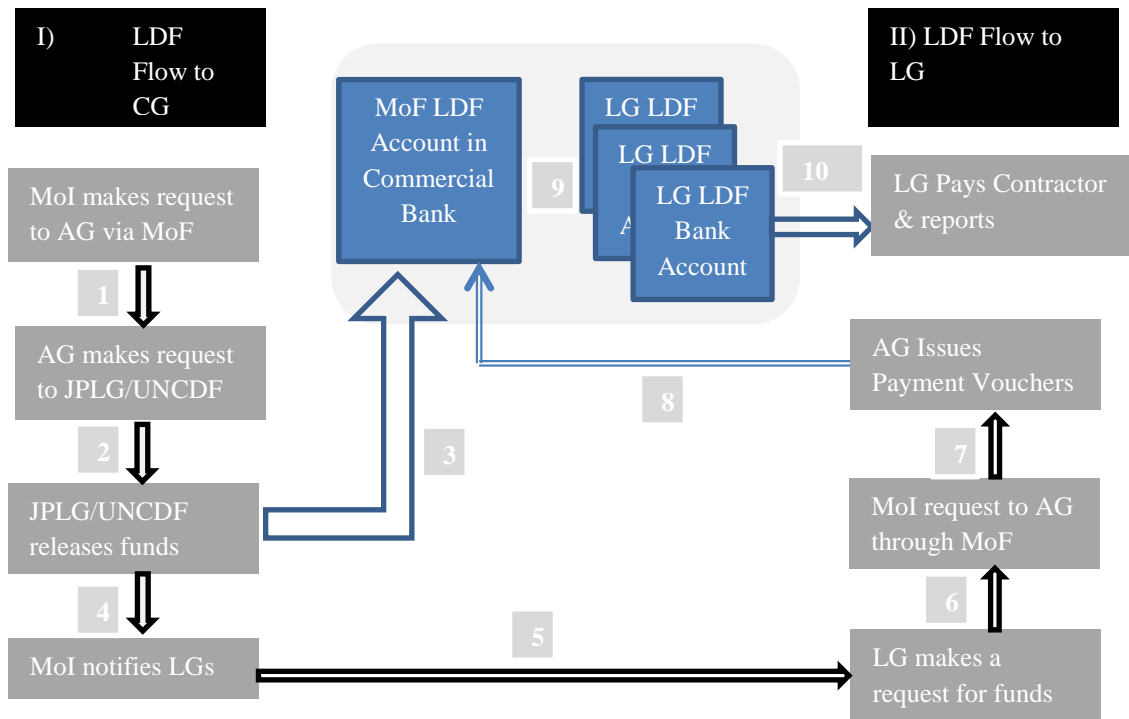 I) LDF
Flow to
CG
MoI makes request
to AG via MoF
1
AG makes request
to JPLG/UNCDF
2
JPLG/UNCDF
releases funds
3
4
MoI notifies LGs
5
MoF LDF
Account in
Commercial
Bank
9
LG LDF
LG LDF
A
LG LDF
Bank
Account
10
8
II) LDF Flow to
LG
LG Pays Contractor
& reports
AG Issues
Payment Vouchers
7
MoI request to AG
through MoF
6
LG makes a
request for funds